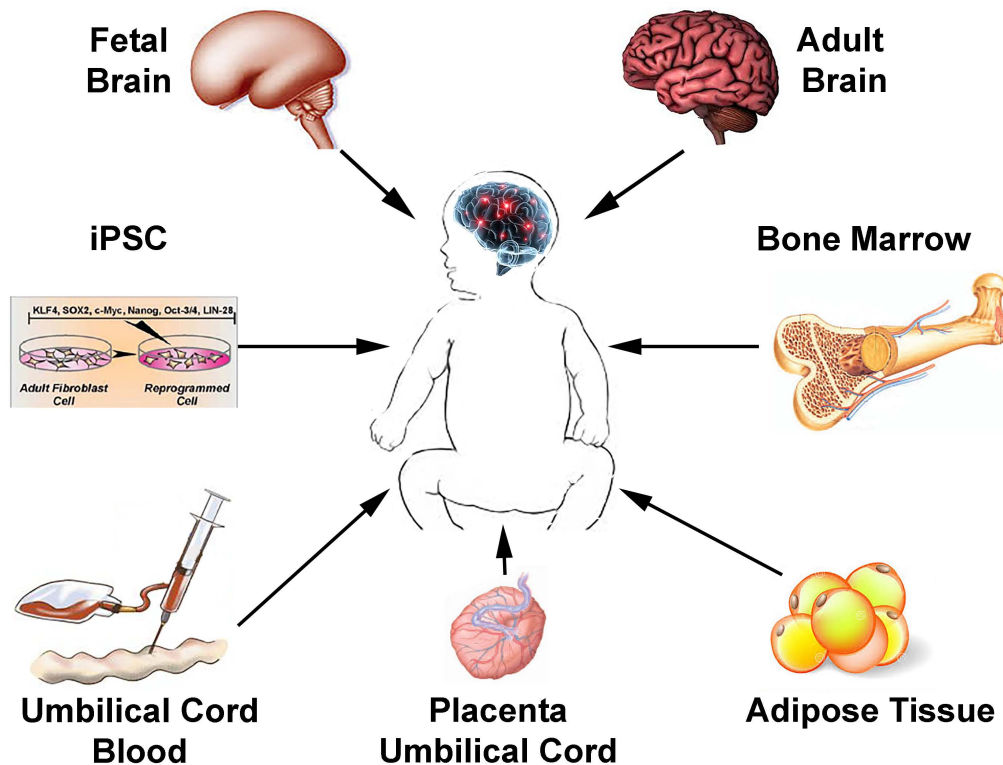 Fetal
Brain
Adult
Brain
iPSC
Bone Marrow
KLF4, SOX2, c-Myc, Nanog, Oct-3/4, LIN-28
Adult Fibroblast
Cell
Reprogrammed
Cell
Umbilical Cord
Blood
Placenta
Umbilical Cord
Adipose Tissue